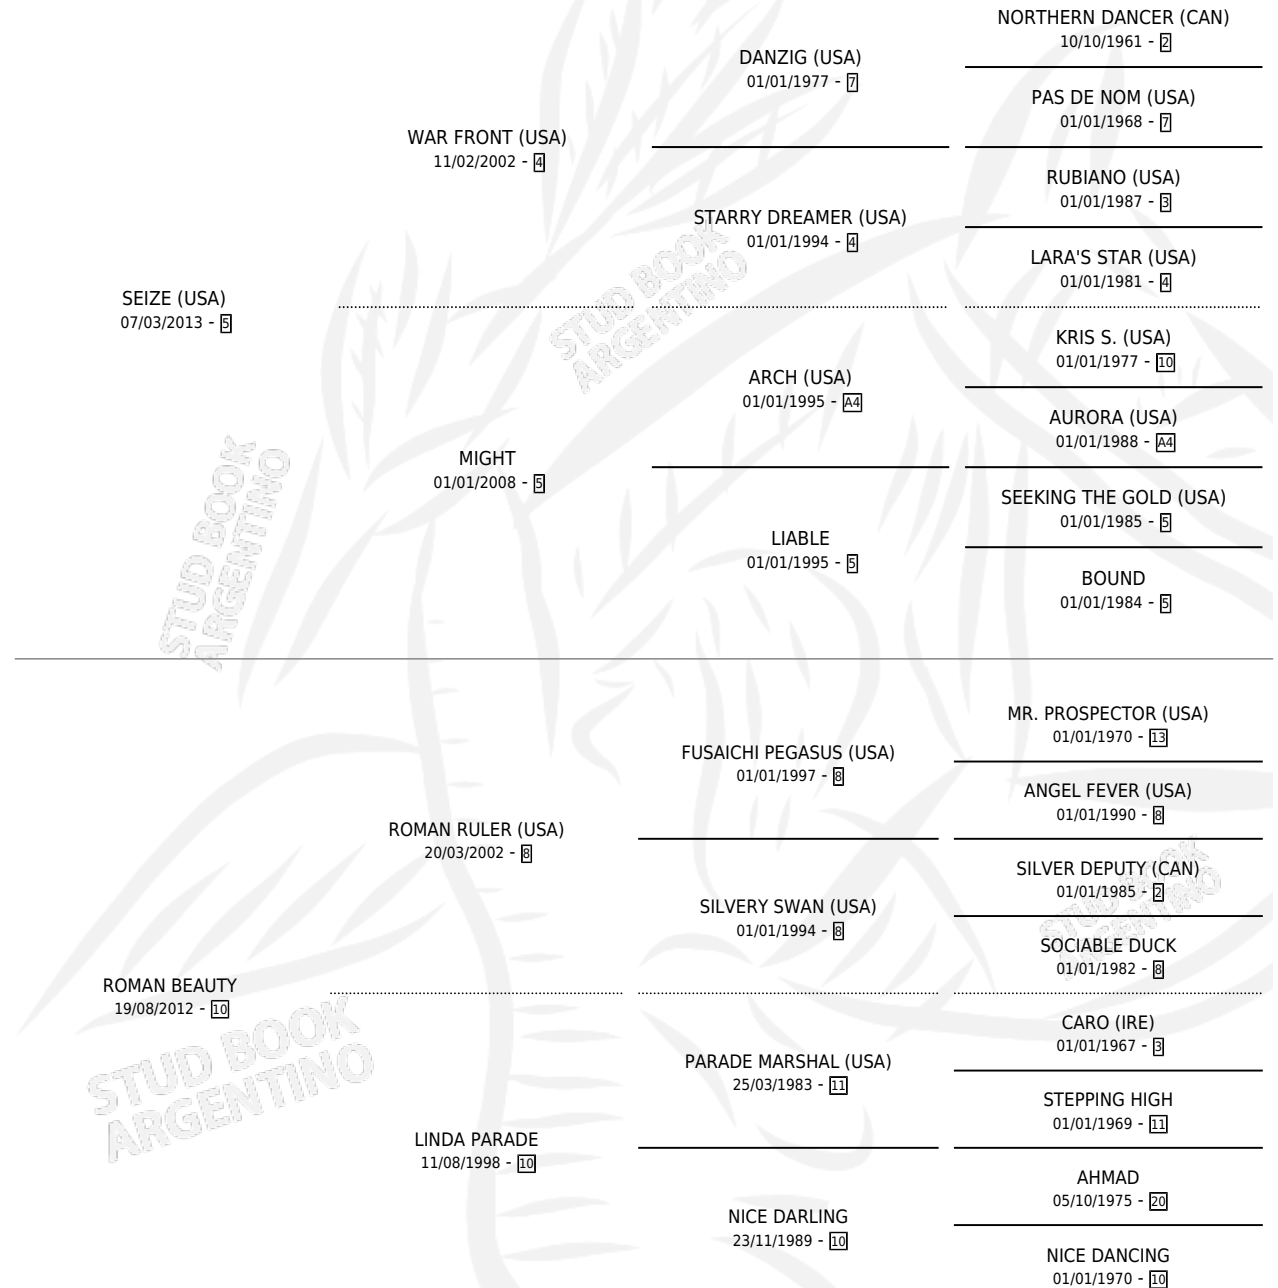 NORTHERN DANCER (CAN)
10/10/1961 - 2
DANZIG (USA)
01/01/1977 - 7
PAS DE NOM (USA)
01/01/1968 - 7
WAR FRONT (USA)
11/02/2002 - 4
RUBIANO (USA)
01/01/1987 - 3
STARRY DREAMER (USA)
01/01/1994 - 4
LARA'S STAR (USA)
01/01/1981 - 4
SEIZE (USA)
07/03/2013 - 5
STUD BOOK
ARGENTINO
KRIS S. (USA)
01/01/1977 - 10
ARCH (USA)
01/01/1995 - A4
AURORA (USA)
01/01/1988 - A4
MIGHT
01/01/2008 - 5
SEEKING THE GOLD (USA)
01/01/1985 - 5
LIABLE
01/01/1995 - 5
BOUND
01/01/1984 - 5
STUD BOOK
ARGENTINO
MR. PROSPECTOR (USA)
01/01/1970 - 13
FUSAICHI PEGASUS (USA)
01/01/1997 - 8
ANGEL FEVER (USA)
01/01/1990 - 8
ROMAN RULER (USA)
20/03/2002 - 8
SILVER DEPUTY (CAN)
01/01/1985 - 2
SILVERY SWAN (USA)
01/01/1994 - 8
STUD BOOK
ARGENTINO
SOCIABLE DUCK
01/01/1982 - 8
ROMAN BEAUTY
19/08/2012 - 10
STUD BOOK
ARGENTINO
CARO (IRE)
01/01/1967 - 3
PARADE MARSHAL (USA)
25/03/1983 - 11
STEPPING HIGH
01/01/1969 - 11
LINDA PARADE
11/08/1998 - 10
AHMAD
05/10/1975 - 20
NICE DARLING
23/11/1989 - 10
NICE DANCING
01/01/1970 - 10